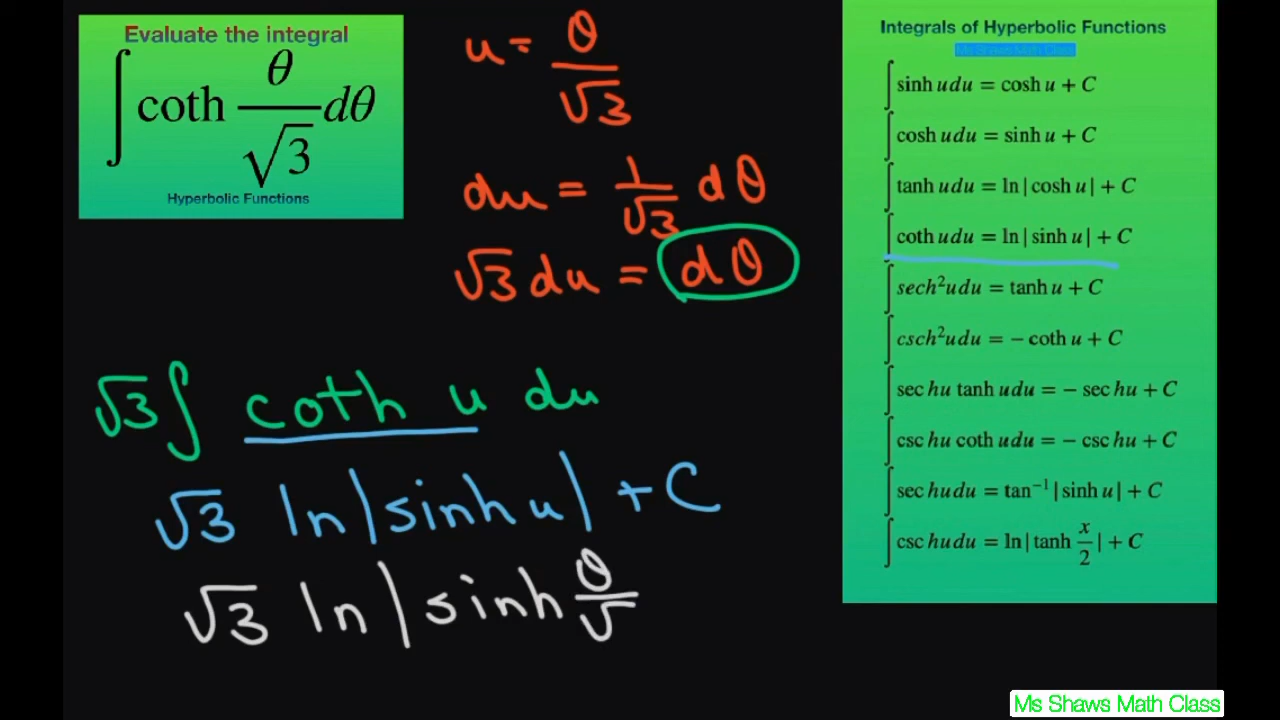 Evaluate the integral
∫ coth θ/√3 dθ
Hyperbolic Functions
u = θ/√3
du = 1/√3 dθ
√3 du = dθ
√3 ∫ coth u du
√3 ln|sinh u| + C
√3 ln|sinh θ/√
Integrals of Hyperbolic Functions
Ms Shaws Math Class
∫ sinh u du = cosh u + C
∫ cosh u du = sinh u + C
∫ tanh u du = ln|cosh u| + C
∫ coth u du = ln|sinh u| + C
∫ sech²u du = tanh u + C
∫ csch²u du = − coth u + C
∫ sec hu tanh u du = − sec hu + C
∫ csc hu coth u du = − csc hu + C
∫ sec hu du = tan⁻¹|sinh u| + C
∫ csc hu du = ln|tanh x/2| + C
Ms Shaws Math Class